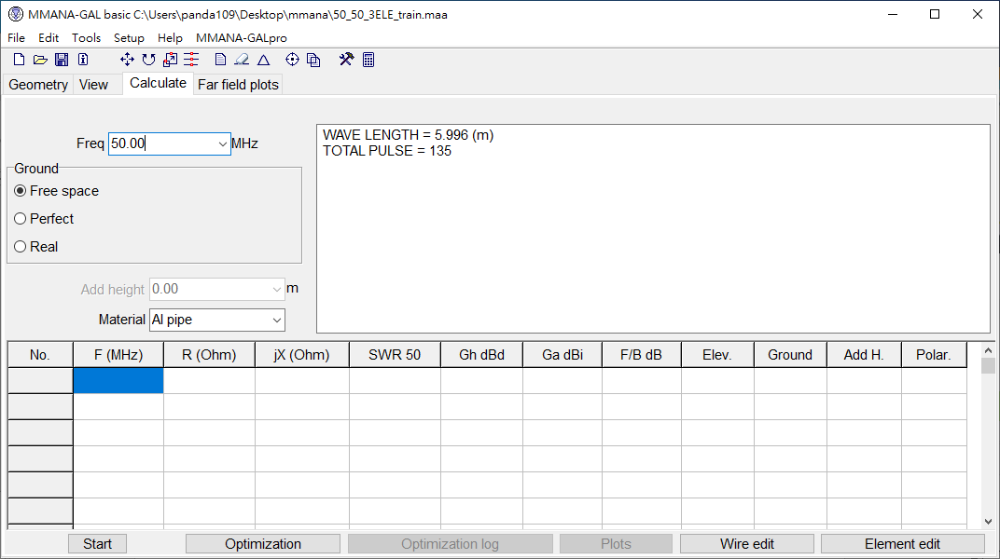 MMANA-GAL basic C:\Users\panda109\Desktop\mmana\50_50_3ELE_train.maa
File Edit Tools Setup Help MMANA-GALpro
Geometry View Calculate Far field plots
Freq 50.00 MHz
WAVE LENGTH = 5.996 (m)
TOTAL PULSE = 135
Ground
Free space
Perfect
Real
Add height 0.00 m
Material Al pipe
No. F (MHz) R (Ohm) jX (Ohm) SWR 50 Gh dBd Ga dBi F/B dB Elev. Ground Add H. Polar.
Start Optimization Optimization log Plots Wire edit Element edit